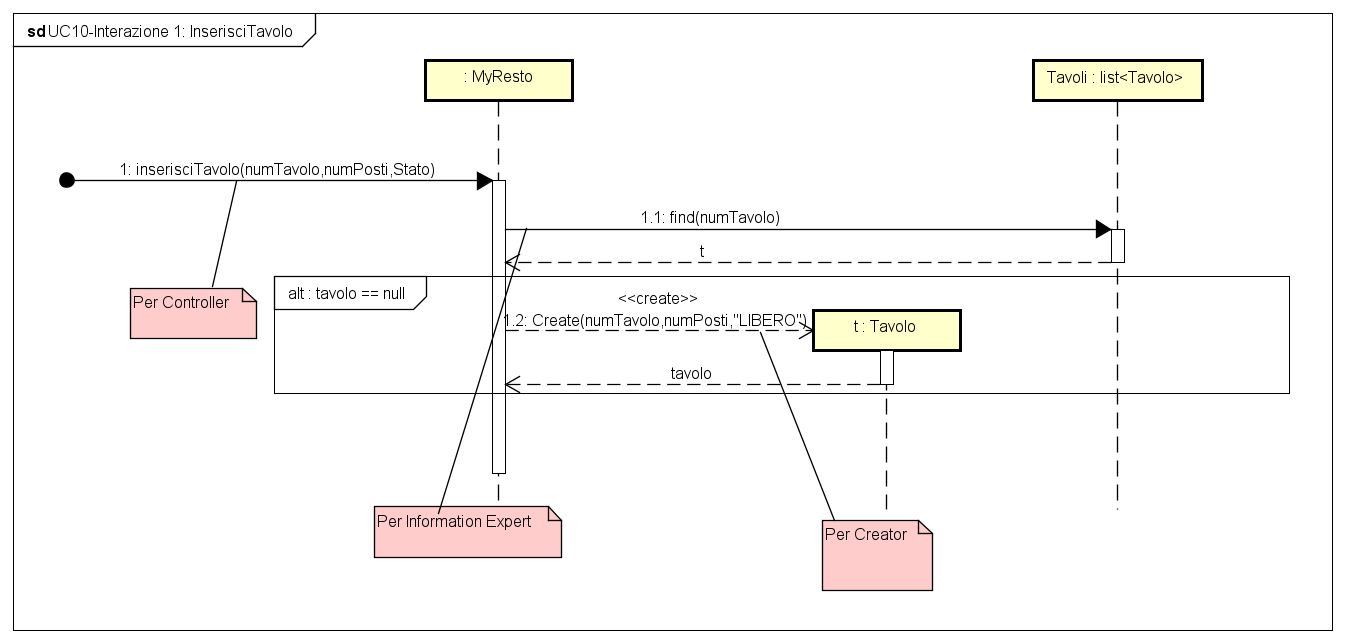 sd UC10-Interazione 1: InserisciTavolo
: MyResto
Tavoli : list<Tavolo>
1: inserisciTavolo(numTavolo,numPosti,Stato)
1.1: find(numTavolo)
t
alt : tavolo == null
Per Controller
<<create>>
1.2: Create(numTavolo,numPosti,"LIBERO")
t : Tavolo
tavolo
Per Information Expert
Per Creator